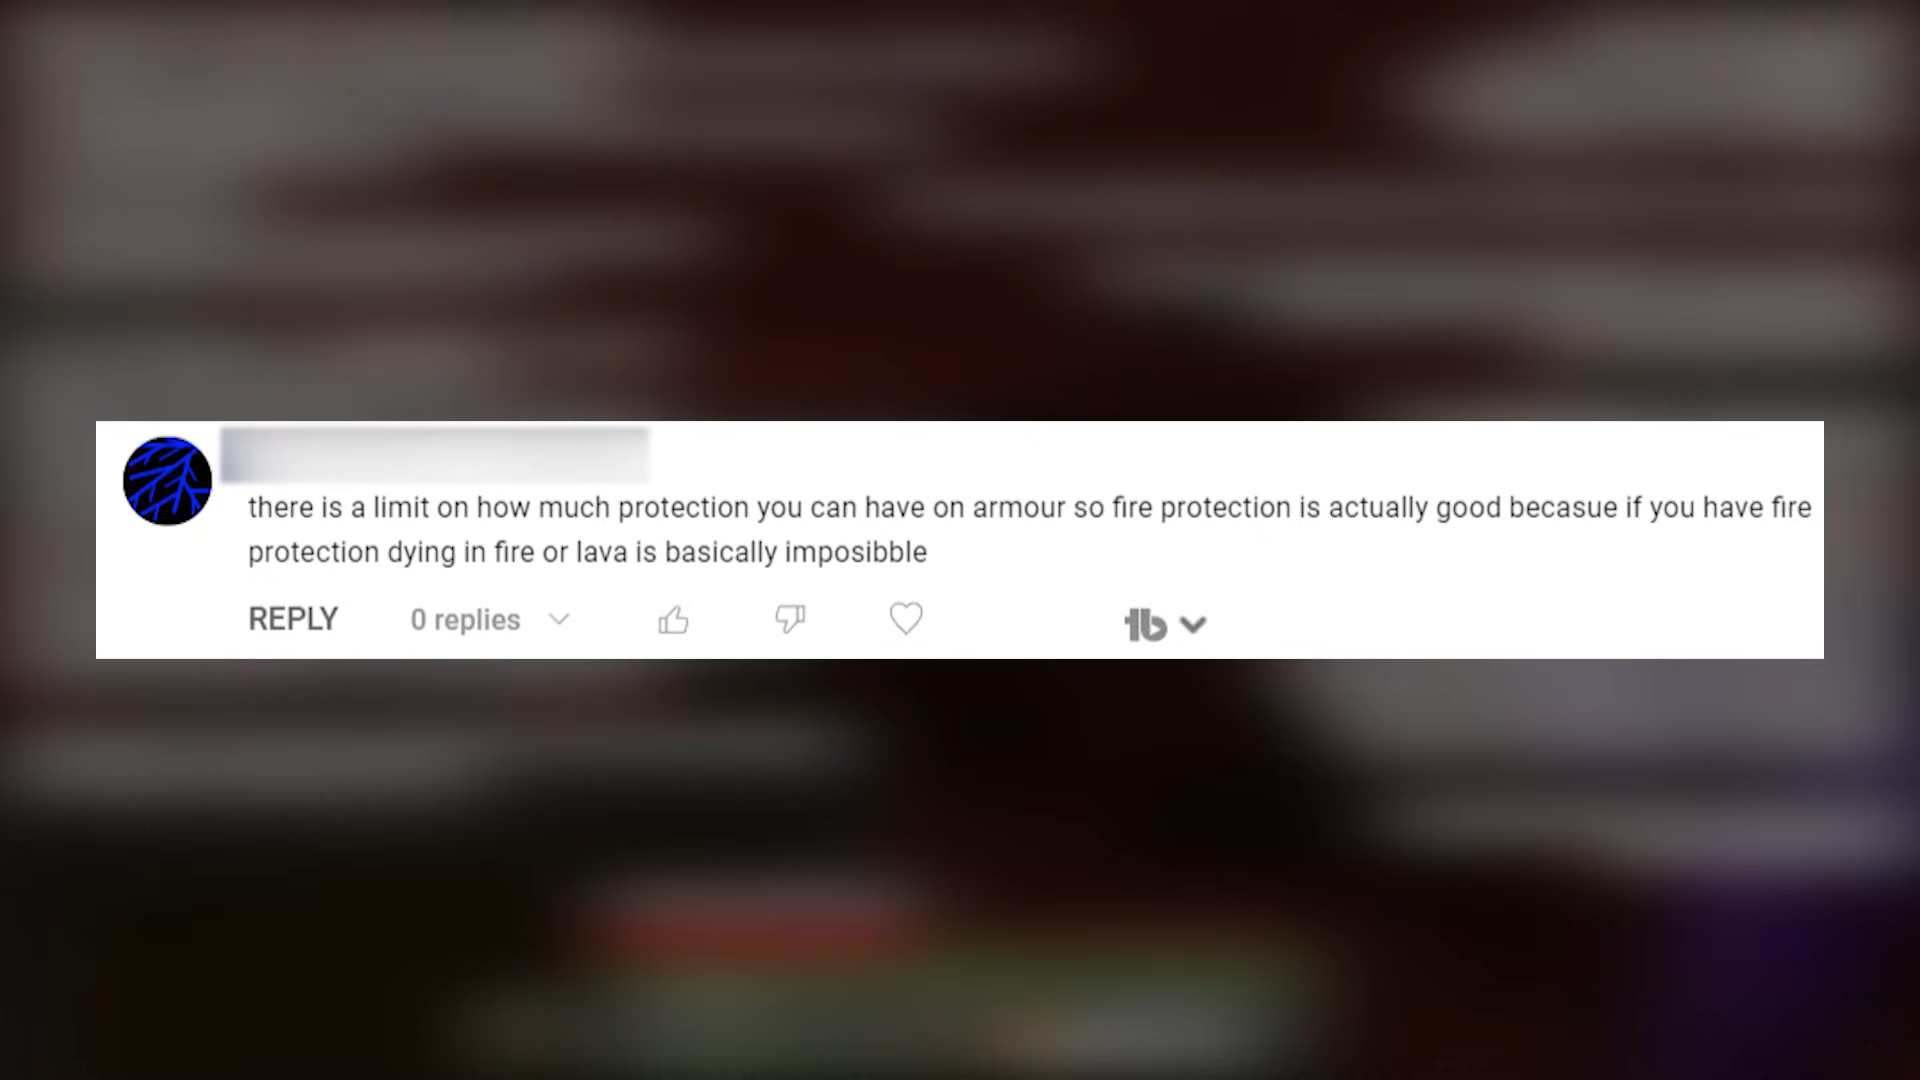 there is a limit on how much protection you can have on armour so fire protection is actually good becasue if you have fire
protection dying in fire or lava is basically imposibble
REPLY 0 replies